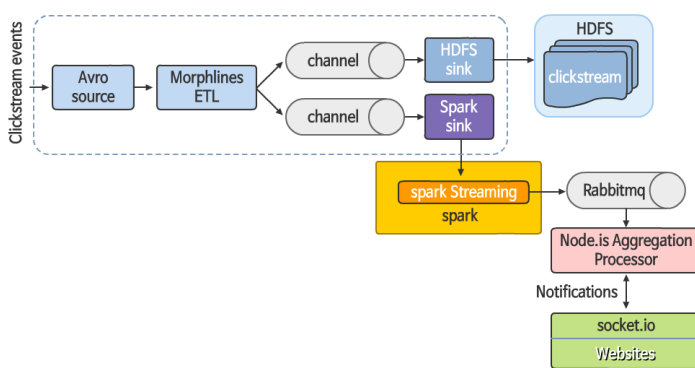 Clickstream events
Avro
source
Morphlines
ETL
channel
channel
HDFS
sink
Spark
sink
HDFS
clickstream
spark Streaming
spark
Rabbitmq
Node.is Aggregation
Processor
Notifications
socket.io
Websites